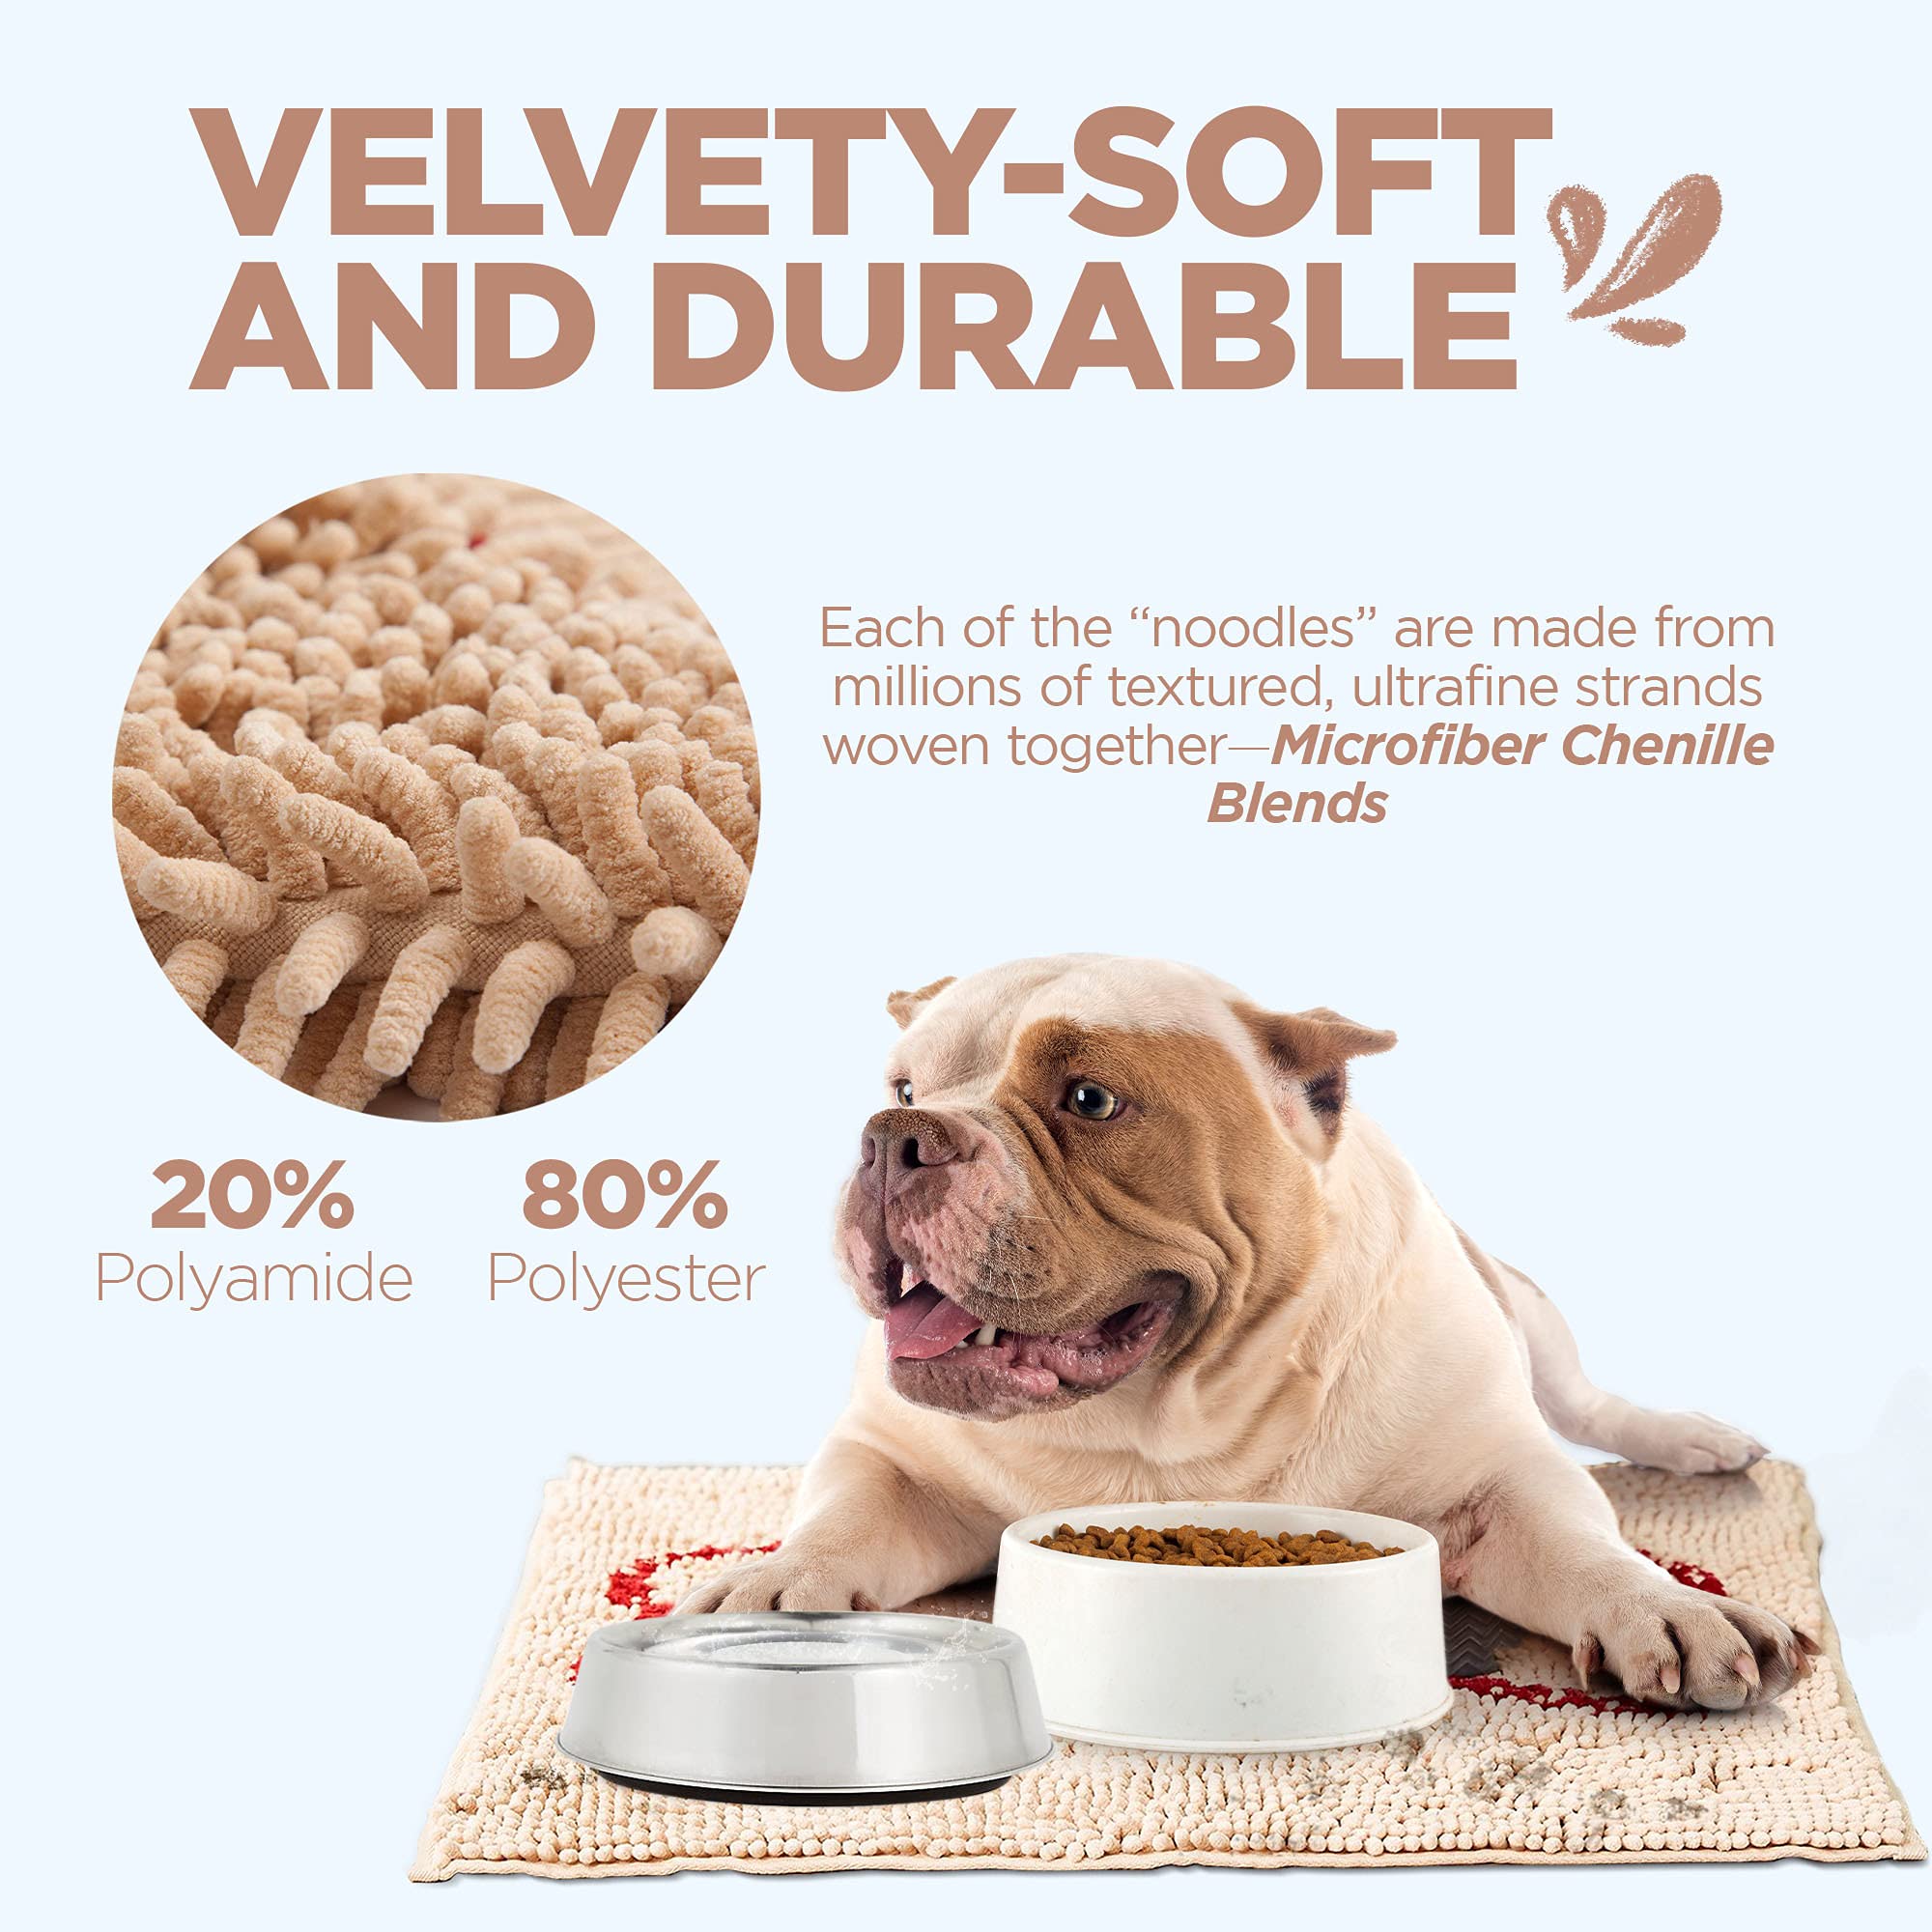 VELVETY-SOFT
AND DURABLE
Each of the “noodles” are made from
millions of textured, ultrafine strands
woven together—Microfiber Chenille
Blends
20%
Polyamide
80%
Polyester